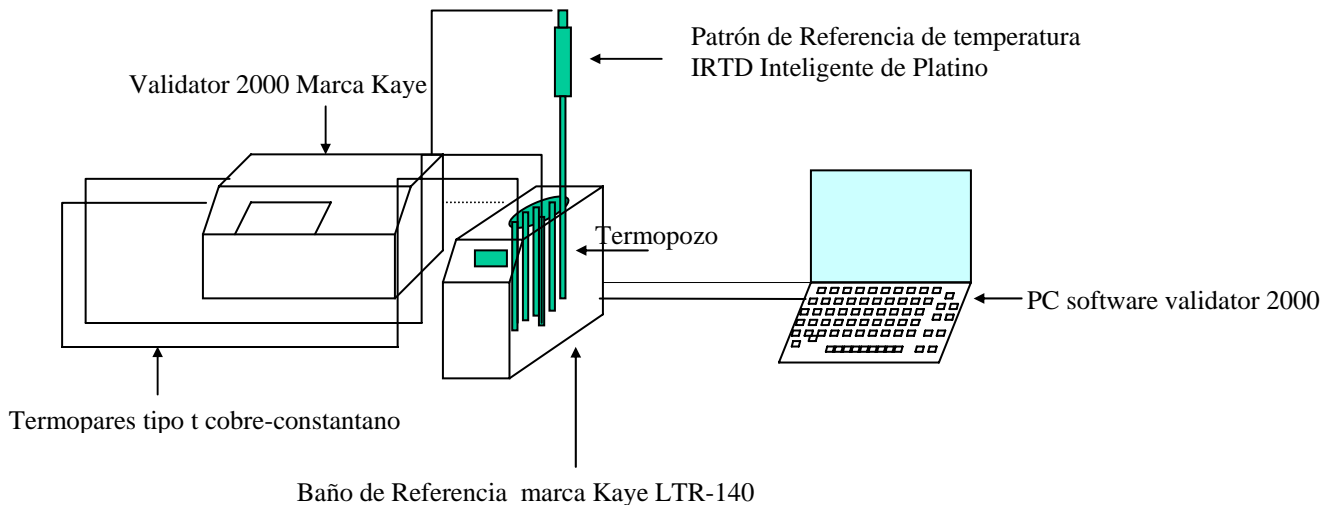 Patrón de Referencia de temperatura
IRTD Inteligente de Platino
Validator 2000 Marca Kaye
Termopozo
PC software validator 2000
Termopares tipo t cobre-constantano
Baño de Referencia marca Kaye LTR-140